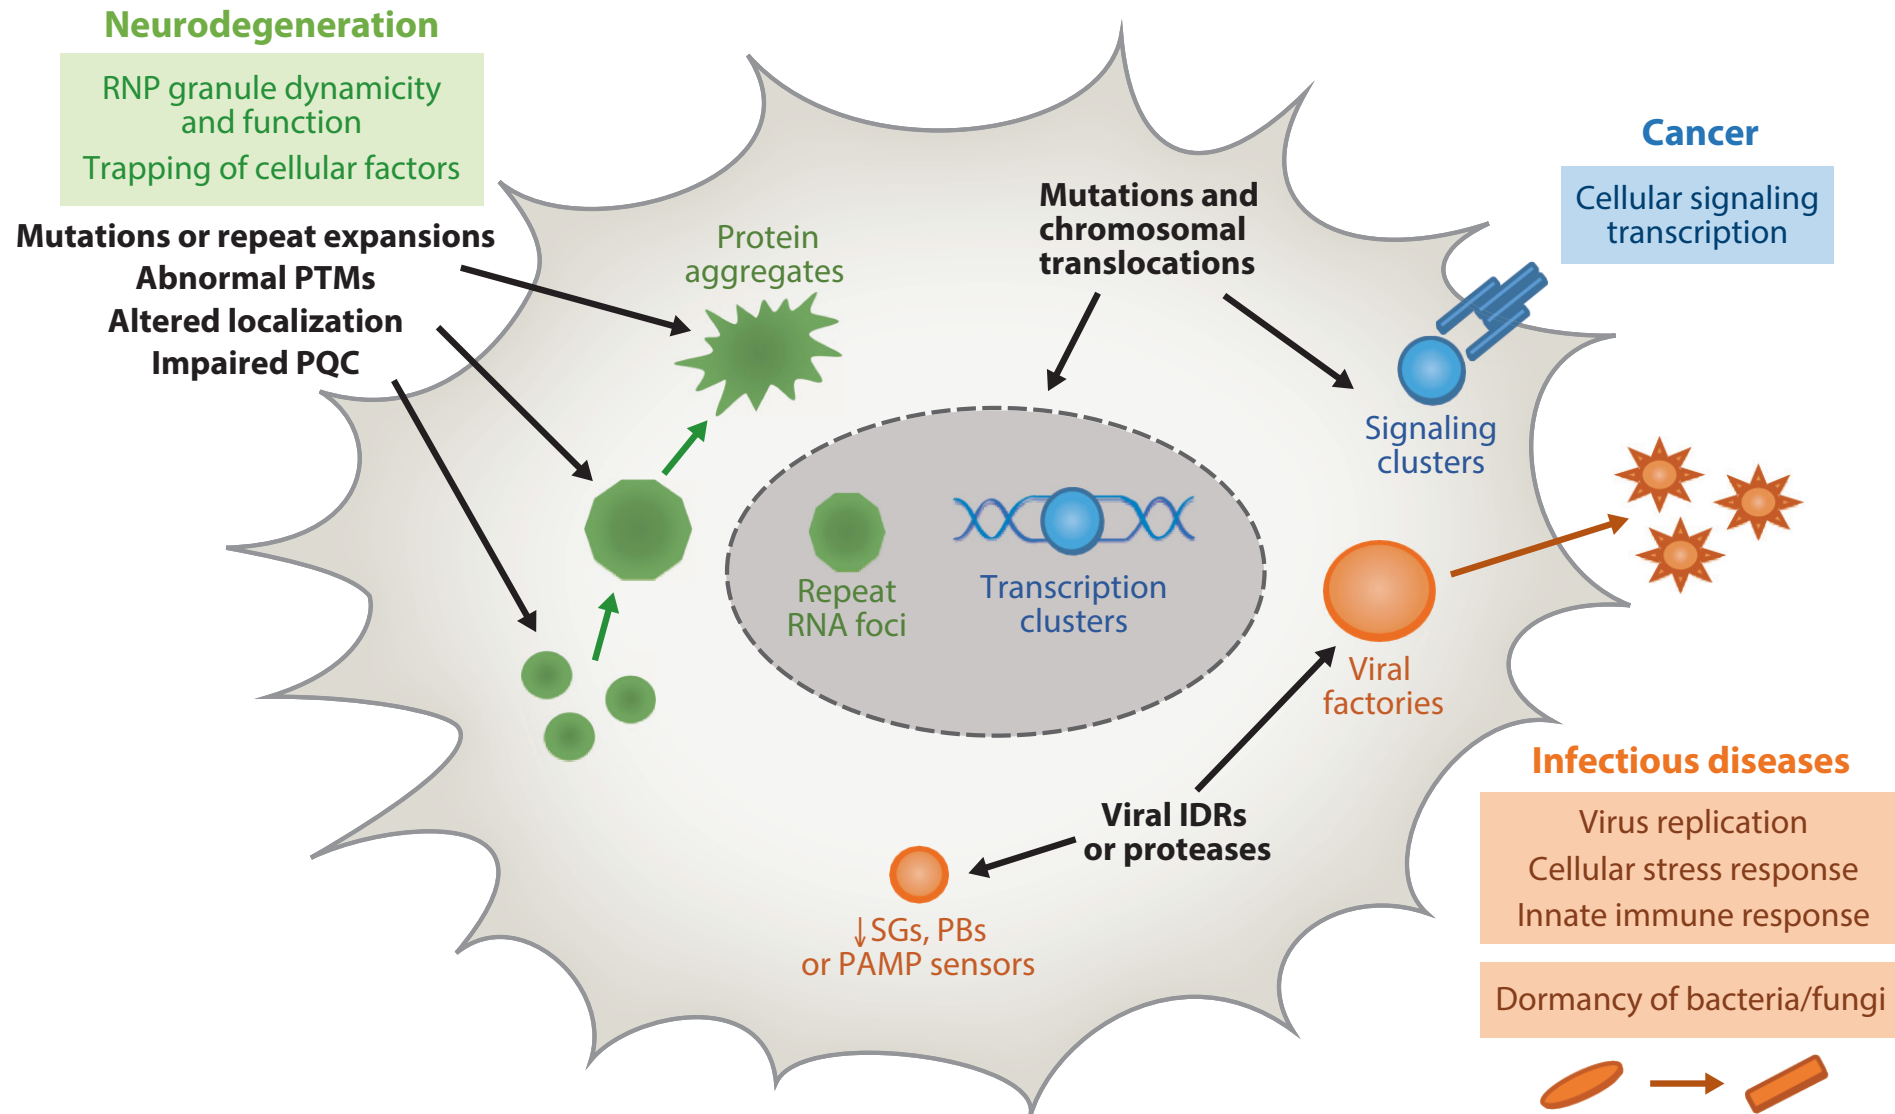 Neurodegeneration
RNP granule dynamicity
and function
Trapping of cellular factors
Mutations or repeat expansions
Abnormal PTMs
Altered localization
Impaired PQC
Protein
aggregates
Mutations and
chromosomal
translocations
Cancer
Cellular signaling
transcription
Signaling
clusters
Repeat
RNA foci
Transcription
clusters
Viral
factories
Viral IDRs
or proteases
↓SGs, PBs
or PAMP sensors
Infectious diseases
Virus replication
Cellular stress response
Innate immune response
Dormancy of bacteria/fungi